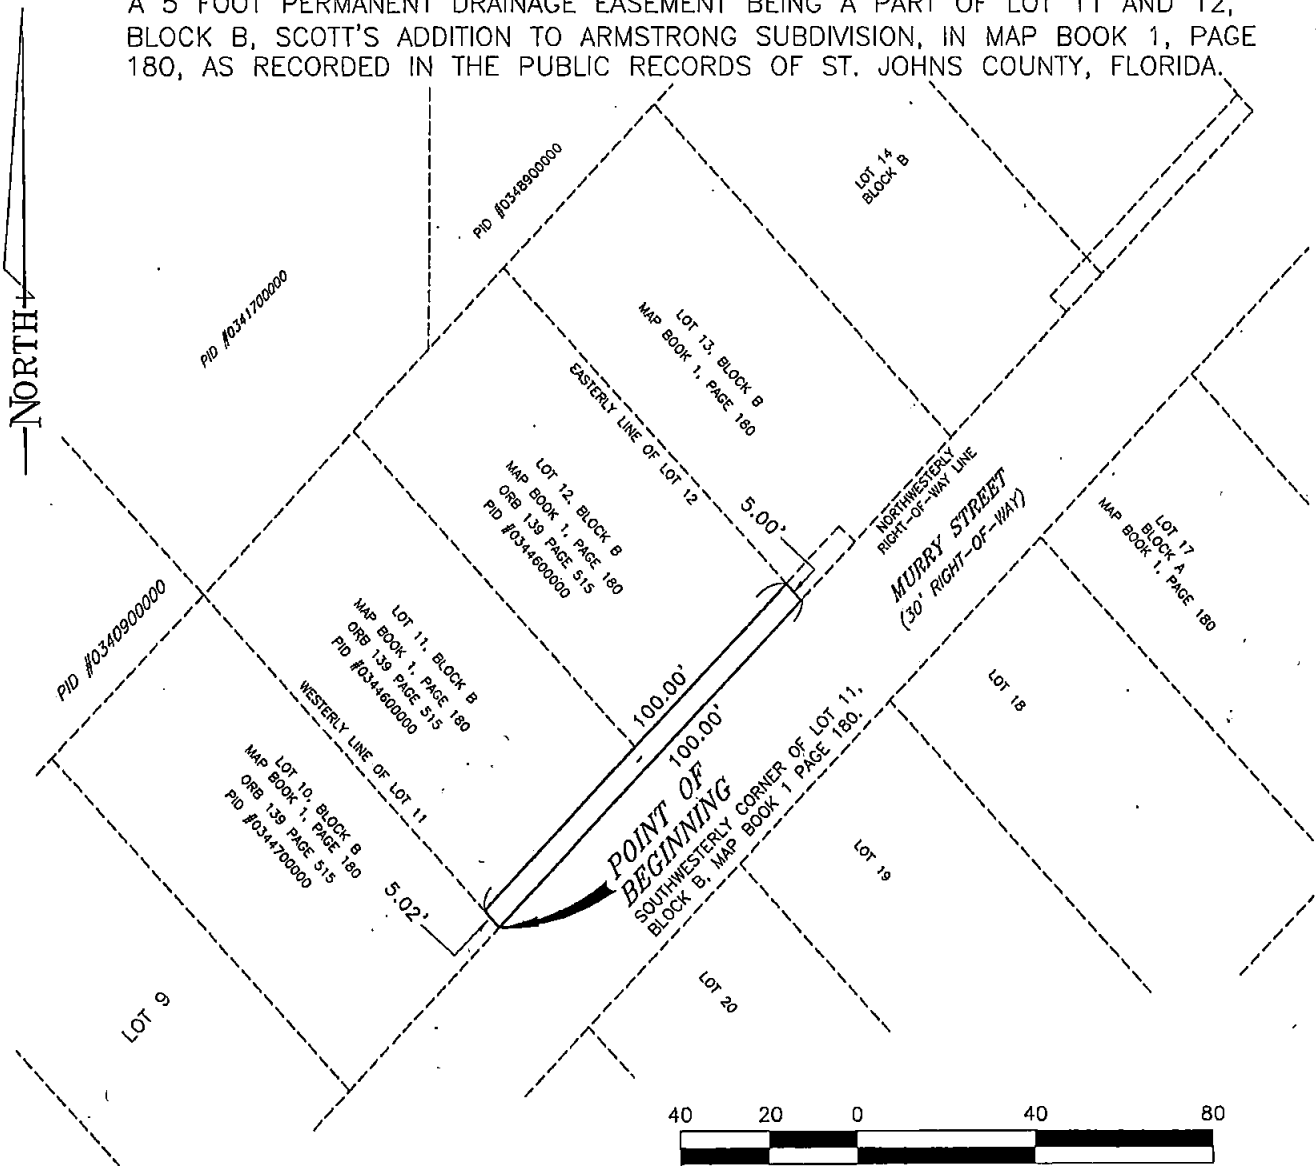 A 5 FOOT PERMANENT DRAINAGE EASEMENT BEING A PART OF LOT 11 AND 12,
BLOCK B, SCOTT'S ADDITION TO ARMSTRONG SUBDIVISION, IN MAP BOOK 1, PAGE
180, AS RECORDED IN THE PUBLIC RECORDS OF ST. JOHNS COUNTY, FLORIDA.
NORTH
PID #0348900000
LOT 14
BLOCK B
PID #0341700000
LOT 13, BLOCK B
MAP BOOK 1, PAGE 180
EASTERLY LINE OF LOT 12
LOT 12, BLOCK B
MAP BOOK 1, PAGE 180
ORB 139 PAGE 515
PID #0344600000
5.00'
NORTHWESTERLY
RIGHT-OF-WAY LINE
MURRY STREET
(30' RIGHT-OF-WAY)
LOT 17
BLOCK A
MAP BOOK 1, PAGE 180
PID #0340900000
LOT 11, BLOCK B
MAP BOOK 1, PAGE 180
ORB 139 PAGE 515
PID #0344600000
WESTERLY LINE OF LOT 11
100.00'
100.00'
LOT 18
LOT 10, BLOCK B
MAP BOOK 1, PAGE 180
ORB 139 PAGE 515
PID #0344700000
5.02'
POINT OF
BEGINNING
SOUTHWESTERLY CORNER OF LOT 11,
BLOCK B, MAP BOOK 1 PAGE 180.
LOT 19
LOT 20
LOT 9
40 20 0 40 80